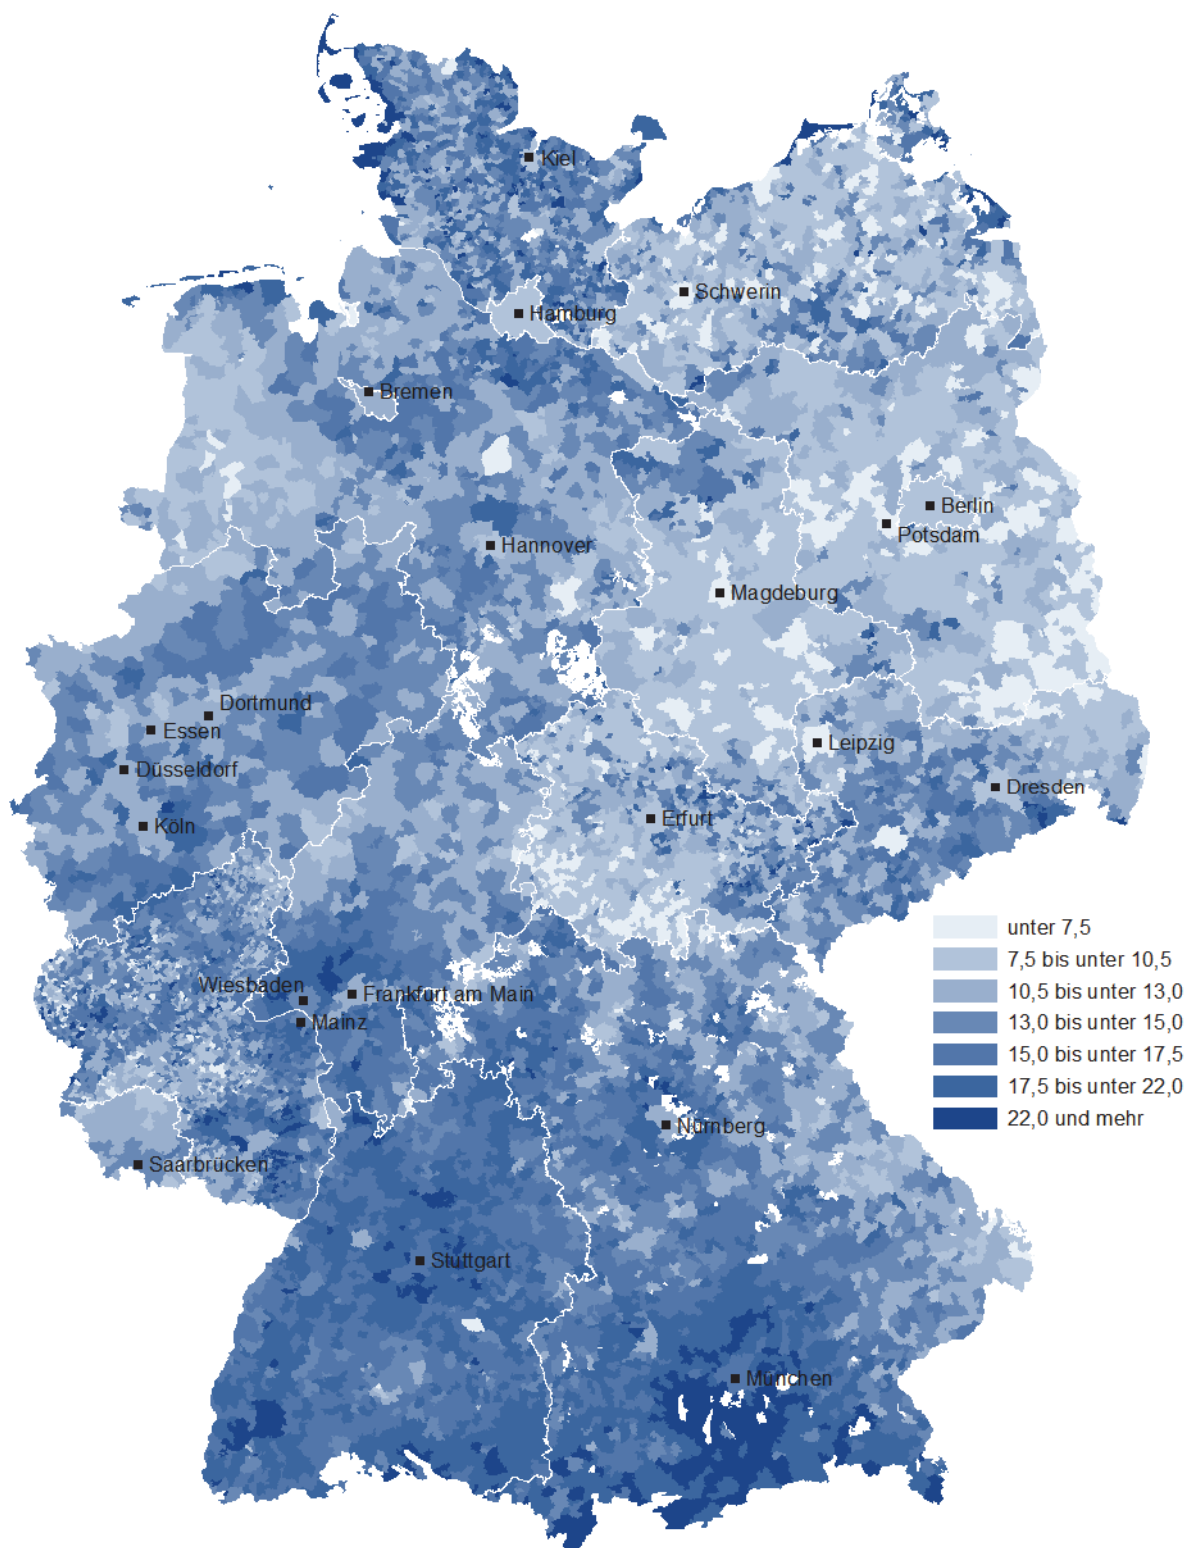 Kiel
Schwerin
Hamburg
Bremen
Berlin
Potsdam
Hannover
Magdeburg
Dortmund
Essen
Leipzig
Düsseldorf
Dresden
Köln
Erfurt
Wiesbaden
Frankfurt am Main
Mainz
Nürnberg
Saarbrücken
Stuttgart
München
unter 7,5
7,5 bis unter 10,5
10,5 bis unter 13,0
13,0 bis unter 15,0
15,0 bis unter 17,5
17,5 bis unter 22,0
22,0 und mehr